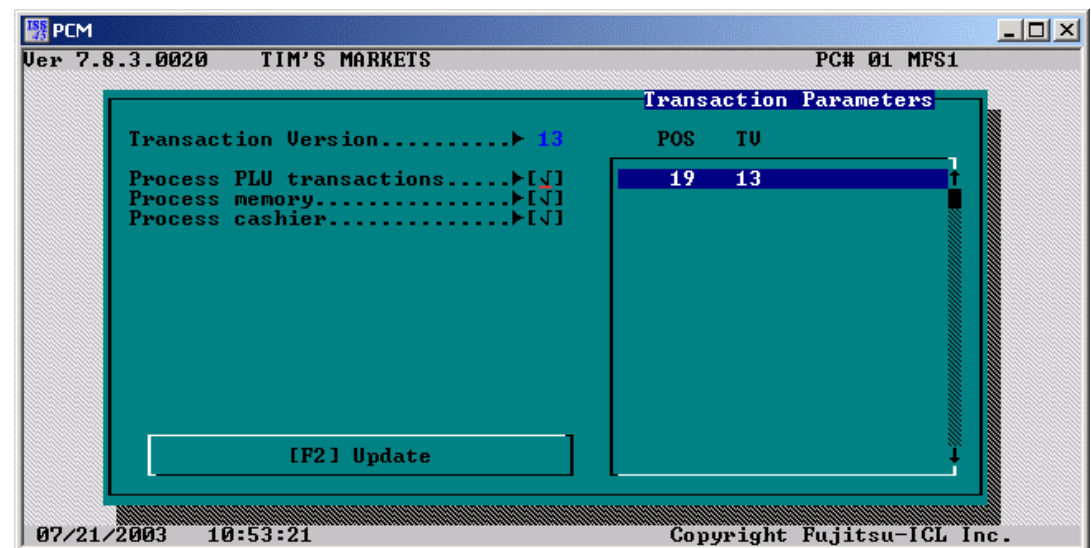 ISS 45 PCM
Ver 7.8.3.0020 TIM'S MARKETS PC# 01 MFS1
Transaction Parameters
Transaction Version..........► 13 POS TV
Process PLU transactions.....►[√] 19 13
Process memory...............►[√]
Process cashier..............►[√]
[F2] Update
07/21/2003 10:53:21 Copyright Fujitsu-ICL Inc.